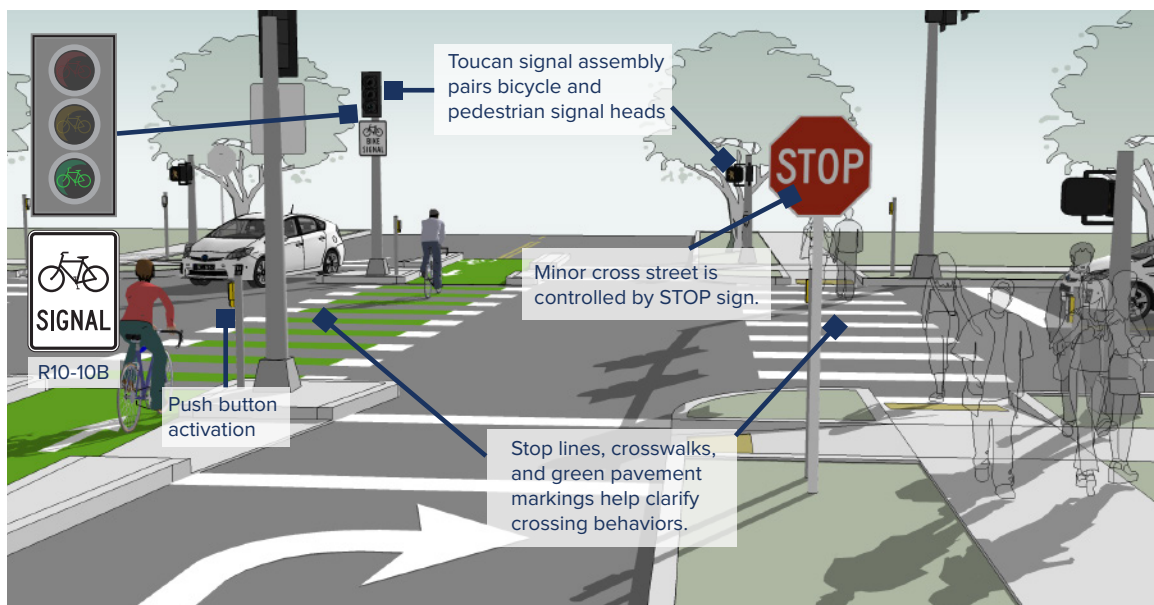 Toucan signal assembly
pairs bicycle and
pedestrian signal heads
BIKE
SIGNAL
STOP
Minor cross street is
controlled by STOP sign.
SIGNAL
R10-10B
Push button
activation
Stop lines, crosswalks,
and green pavement
markings help clarify
crossing behaviors.